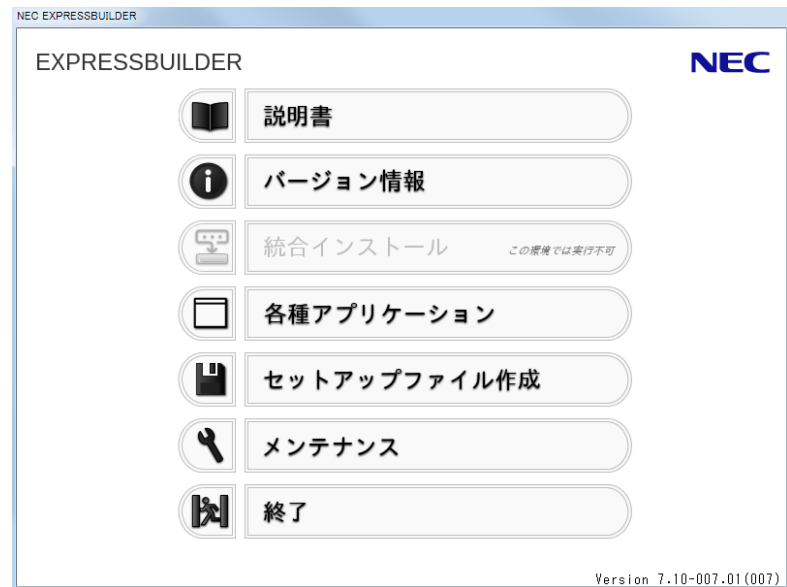 NEC EXPRESSBUILDER
EXPRESSBUILDER
NEC
説明書
バージョン情報
統合インストール この環境では実行不可
各種アプリケーション
セットアップファイル作成
メンテナンス
終了
Version 7.10-007.01(007)